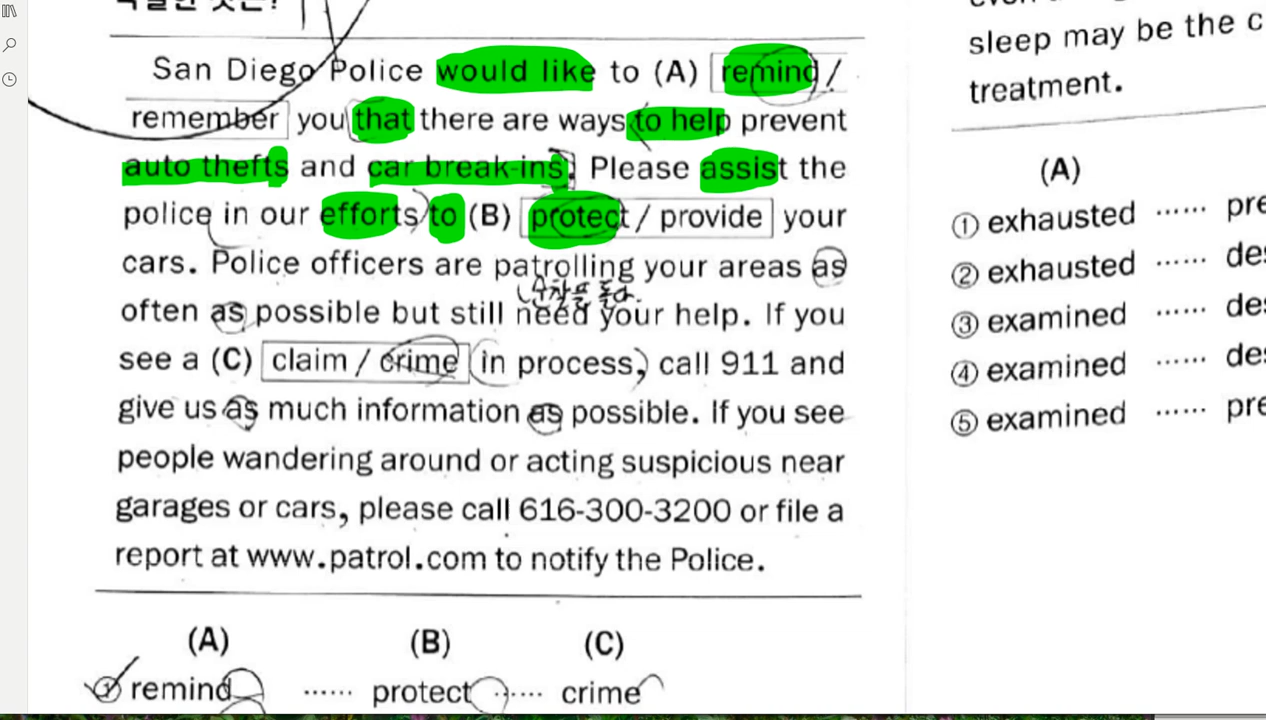 San Diego Police would like to (A) remind /
remember you that there are ways to help prevent
auto thefts and car break-ins. Please assist the
police in our efforts to (B) protect / provide your
cars. Police officers are patrolling your areas as
often as possible but still need your help. If you
see a (C) claim / crime in process, call 911 and
give us as much information as possible. If you see
people wandering around or acting suspicious near
garages or cars, please call 616-300-3200 or file a
report at www.patrol.com to notify the Police.
(A) (B) (C)
① remind ...... protect ...... crime
sleep may be the
treatment.
(A)
① exhausted ......
② exhausted ......
③ examined ......
④ examined ......
⑤ examined ......